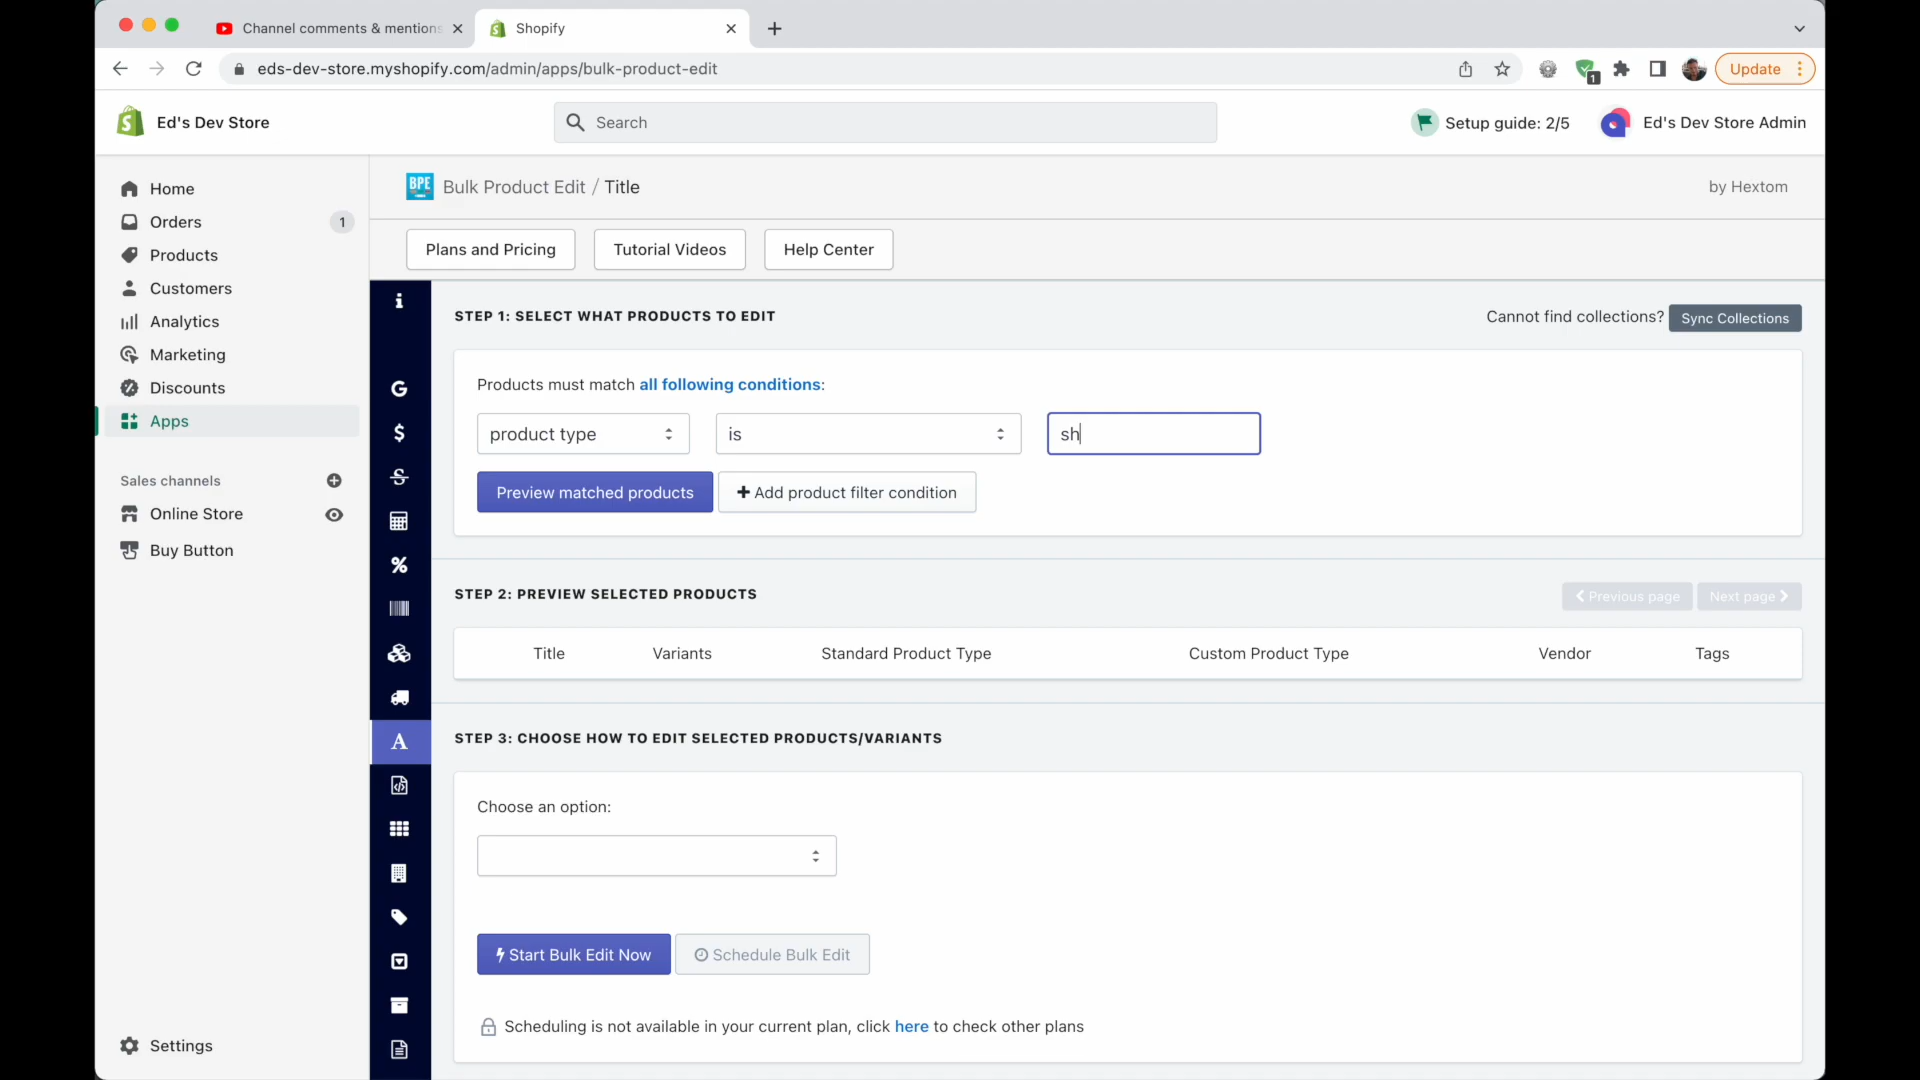 Channel comments & mentions
Shopify
eds-dev-store.myshopify.com/admin/apps/bulk-product-edit
1
Update
Ed's Dev Store
Search
Setup guide: 2/5
Ed's Dev Store Admin
Home
Orders
1
Products
Customers
Analytics
Marketing
Discounts
Apps
Sales channels
Online Store
Buy Button
Settings
BPE
Bulk Product Edit / Title
by Hextom
Plans and Pricing
Tutorial Videos
Help Center
STEP 1: SELECT WHAT PRODUCTS TO EDIT
Cannot find collections? Sync Collections
Products must match all following conditions:
product type
is
sh
Preview matched products
Add product filter condition
STEP 2: PREVIEW SELECTED PRODUCTS
Previous page
Next page
Title
Variants
Standard Product Type
Custom Product Type
Vendor
Tags
STEP 3: CHOOSE HOW TO EDIT SELECTED PRODUCTS/VARIANTS
Choose an option:
Start Bulk Edit Now
Schedule Bulk Edit
Scheduling is not available in your current plan, click here to check other plans